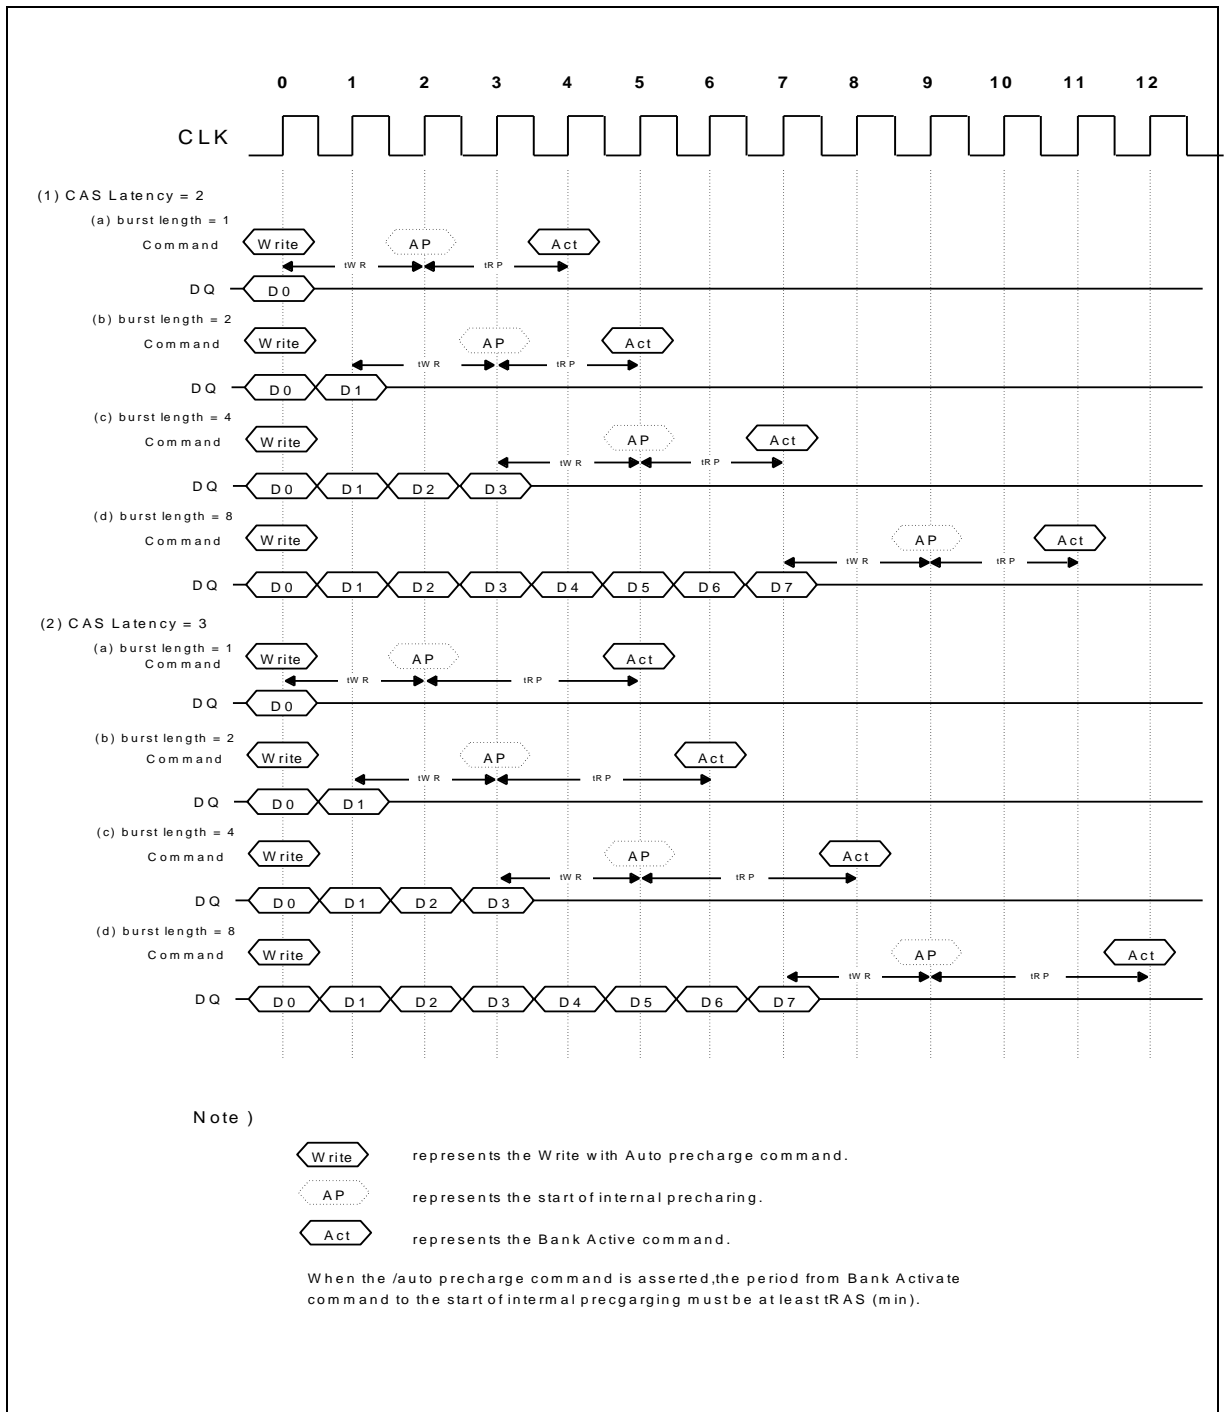 0 1 2 3 4 5 6 7 8 9 10 11 12
CLK
(1) CAS Latency = 2
(a) burst length = 1
Command Write AP Act
tWR tRP
DQ D0
(b) burst length = 2
Command Write AP Act
tWR tRP
DQ D0 D1
(c) burst length = 4
Command Write AP Act
tWR tRP
DQ D0 D1 D2 D3
(d) burst length = 8
Command Write AP Act
tWR tRP
DQ D0 D1 D2 D3 D4 D5 D6 D7
(2) CAS Latency = 3
(a) burst length = 1
Command Write AP Act
tWR tRP
DQ D0
(b) burst length = 2
Command Write AP Act
tWR tRP
DQ D0 D1
(c) burst length = 4
Command Write AP Act
tWR tRP
DQ D0 D1 D2 D3
(d) burst length = 8
Command Write AP Act
tWR tRP
DQ D0 D1 D2 D3 D4 D5 D6 D7
Note )
Write represents the Write with Auto precharge command.
AP represents the start of internal precharing.
Act represents the Bank Active command.
When the /auto precharge command is asserted,the period from Bank Activate
command to the start of intermal precgarging must be at least tRAS (min).